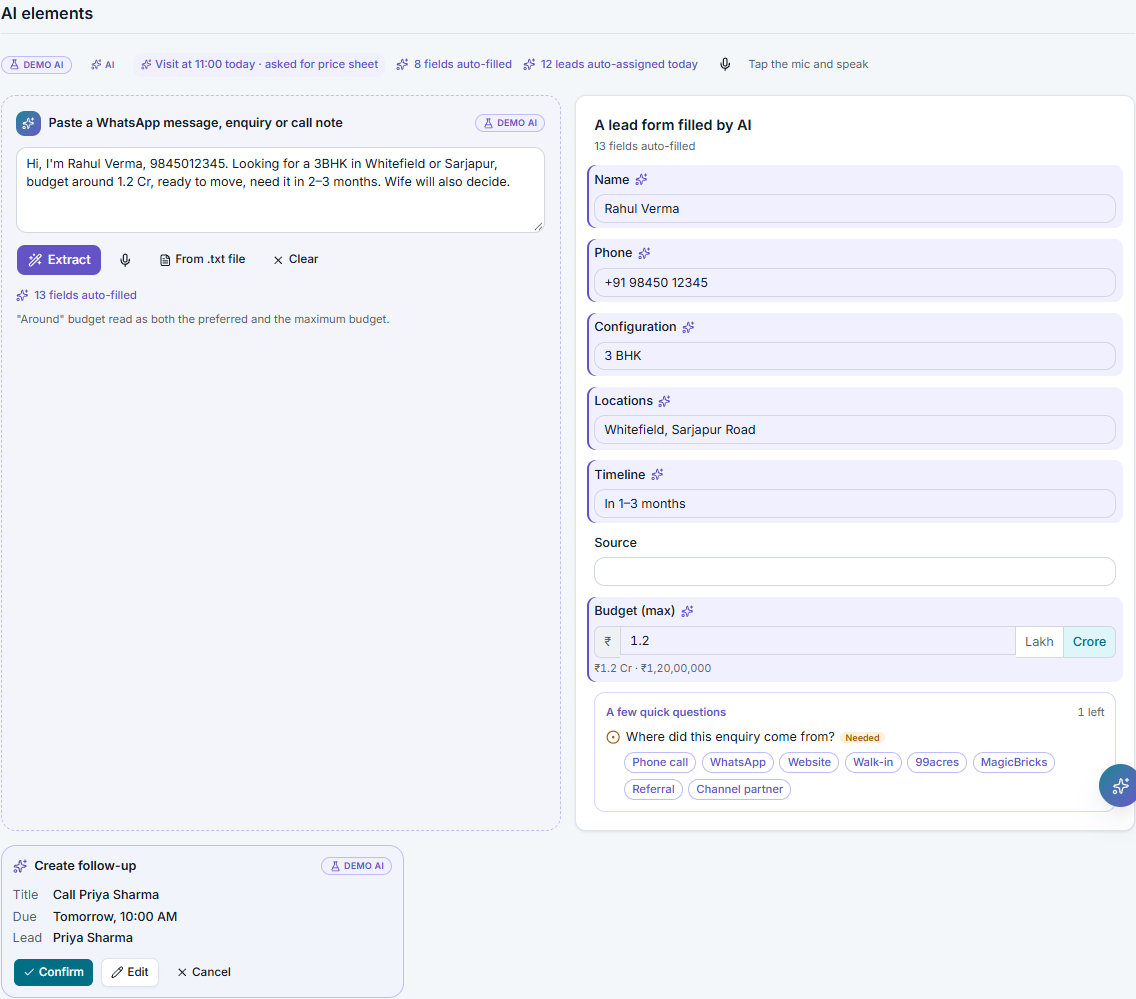 AI elements
DEMO AI
AI
Visit at 11:00 today · asked for price sheet
8 fields auto-filled
12 leads auto-assigned today
Tap the mic and speak
Paste a WhatsApp message, enquiry or call note
DEMO AI
Hi, I'm Rahul Verma, 9845012345. Looking for a 3BHK in Whitefield or Sarjapur,
budget around 1.2 Cr, ready to move, need it in 2–3 months. Wife will also decide.
Extract
From .txt file
Clear
13 fields auto-filled
"Around" budget read as both the preferred and the maximum budget.
A lead form filled by AI
13 fields auto-filled
Name
Rahul Verma
Phone
+91 98450 12345
Configuration
3 BHK
Locations
Whitefield, Sarjapur Road
Timeline
In 1–3 months
Source
Budget (max)
₹ 1.2 Lakh Crore
₹1.2 Cr · ₹1,20,00,000
A few quick questions 1 left
Where did this enquiry come from? Needed
Phone call WhatsApp Website Walk-in 99acres MagicBricks
Referral Channel partner
Create follow-up DEMO AI
Title Call Priya Sharma
Due Tomorrow, 10:00 AM
Lead Priya Sharma
Confirm Edit Cancel